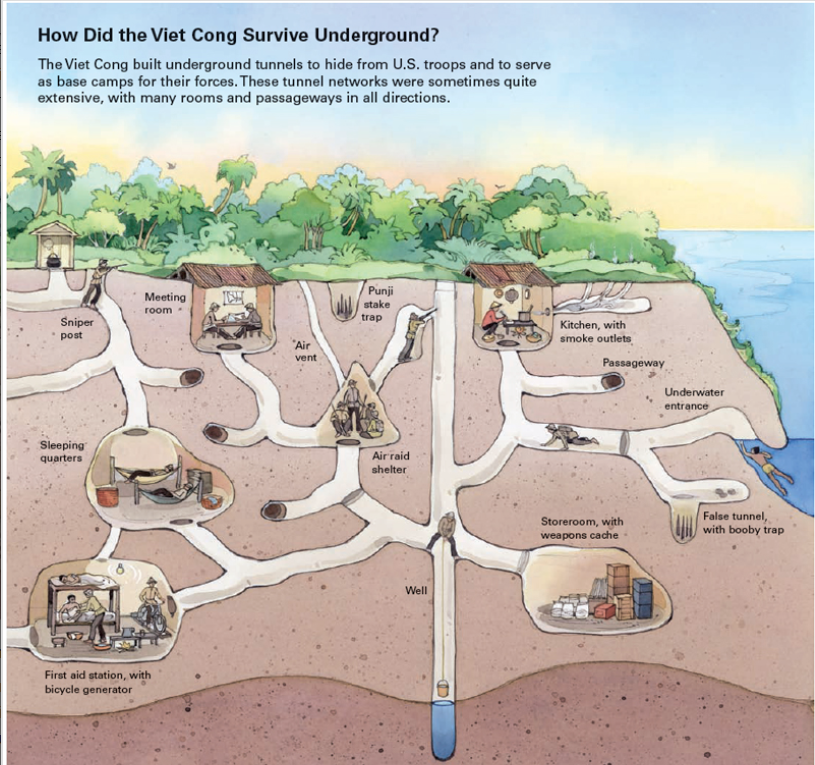 How Did the Viet Cong Survive Underground?
The Viet Cong built underground tunnels to hide from U.S. troops and to serve
as base camps for their forces. These tunnel networks were sometimes quite
extensive, with many rooms and passageways in all directions.
Sniper
post
Meeting
room
Air
vent
Punji
stake
trap
Kitchen, with
smoke outlets
Passageway
Underwater
entrance
Sleeping
quarters
Air raid
shelter
Storeroom, with
weapons cache
False tunnel,
with booby trap
Well
First aid station, with
bicycle generator